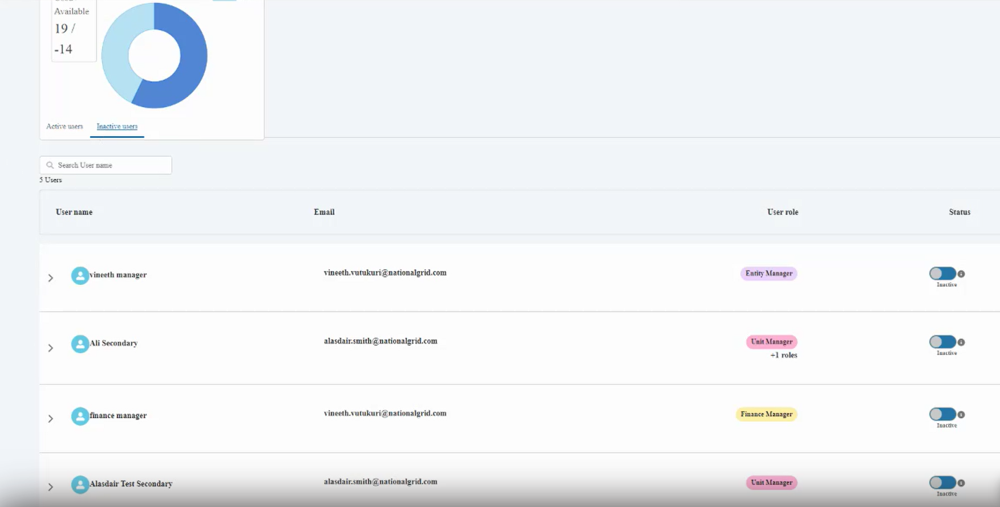 Available
19 /
-14
Active users Inactive users
Search User name
5 Users
User name Email User role Status
vineeth manager vineeth.vutukuri@nationalgrid.com Entity Manager
Inactive
Ali Secondary alasdair.smith@nationalgrid.com Unit Manager
Inactive
+1 roles
finance manager vineeth.vutukuri@nationalgrid.com Finance Manager
Inactive
Alasdair Test Secondary alasdair.smith@nationalgrid.com Unit Manager
Inactive